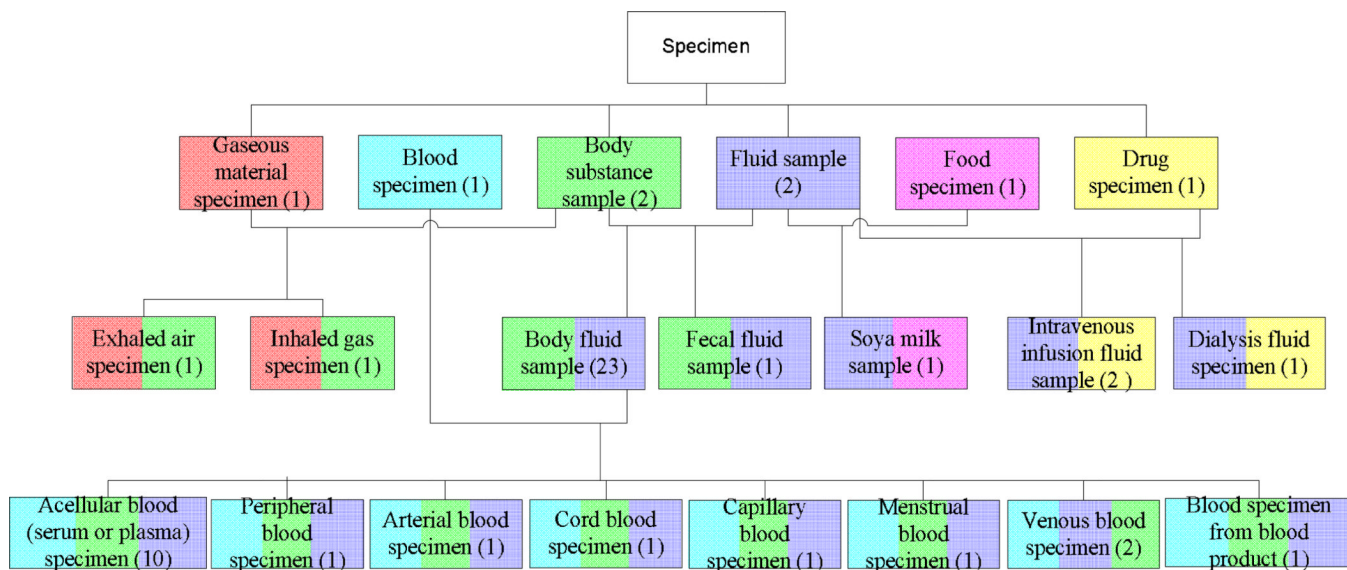 Specimen
Gaseous
material
specimen (1)
Blood
specimen (1)
Body
substance
sample (2)
Fluid sample
(2)
Food
specimen (1)
Drug
specimen (1)
Exhaled air
specimen (1)
Inhaled gas
specimen (1)
Body fluid
sample (23)
Fecal fluid
sample (1)
Soya milk
sample (1)
Intravenous
infusion fluid
sample (2 )
Dialysis fluid
specimen (1)
Acellular blood
(serum or plasma)
specimen (10)
Peripheral
blood
specimen (1)
Arterial blood
specimen (1)
Cord blood
specimen (1)
Capillary
blood
specimen (1)
Menstrual
blood
specimen (1)
Venous blood
specimen (2)
Blood specimen
from blood
product (1)